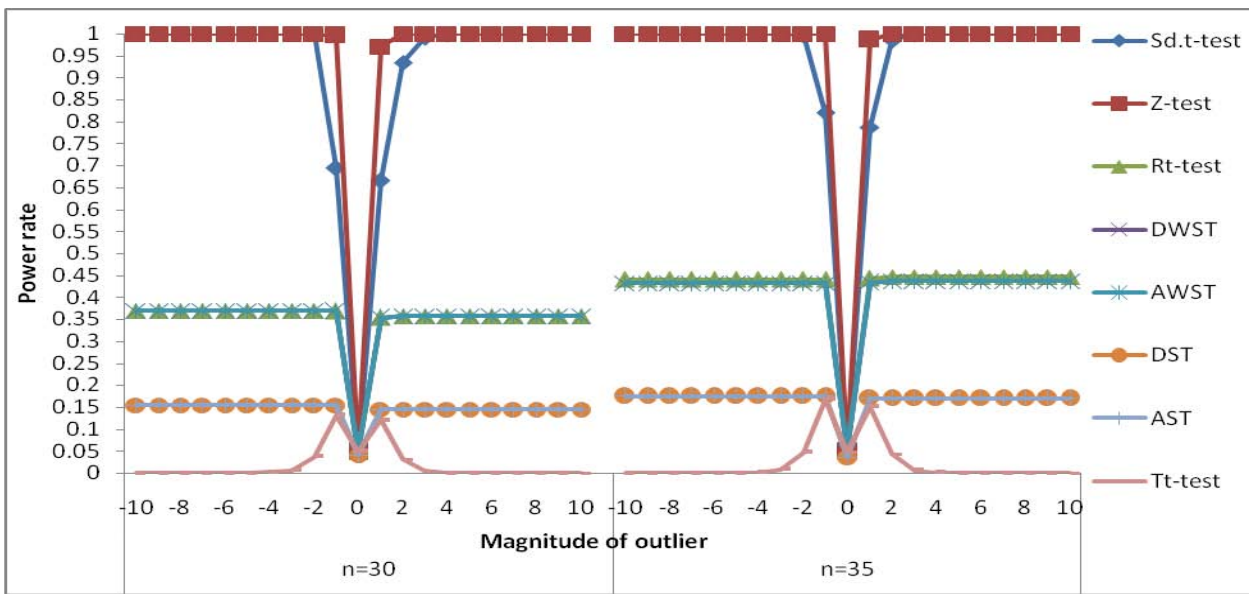 1
0.95
0.9
0.85
0.8
0.75
0.7
0.65
0.6
0.55
0.5
0.45
0.4
0.35
0.3
0.25
0.2
0.15
0.1
0.05
0
Power rate
-10 -8 -6 -4 -2 0 2 4 6 8 10 -10 -8 -6 -4 -2 0 2 4 6 8 10
Magnitude of outlier
n=30 n=35
Sd.t-test
Z-test
Rt-test
DWST
AWST
DST
AST
Tt-test